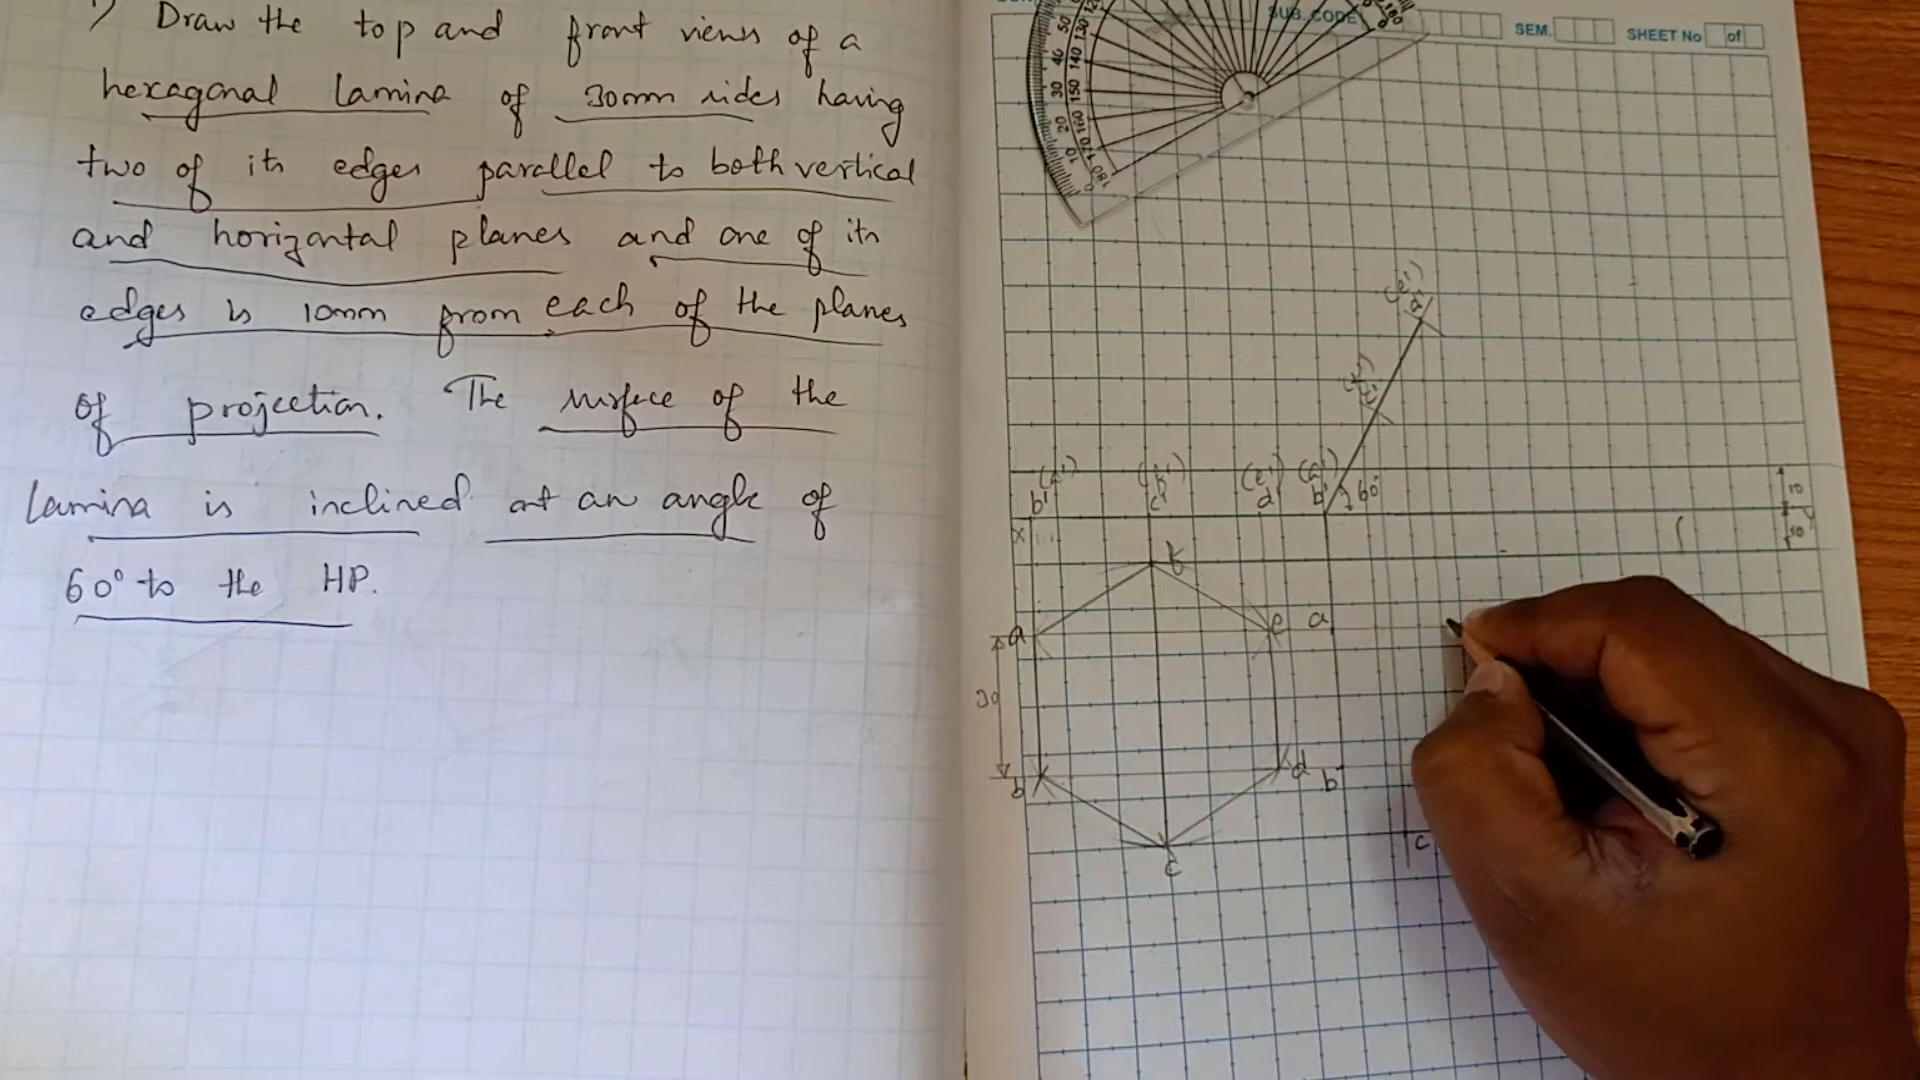 1) Draw the top and front views of a
hexagonal lamina of 30mm sides having
two of its edges parallel to both vertical
and horizontal planes and one of its
edges is 10mm from each of the planes
of projection. The surface of the
lamina is inclined at an angle of
60° to the HP.
SUB. CODE
SEM.
SHEET No of
(a') (f') (e') (a')
b' c' d' b' 60°
x
10
10
f
a e a
30
b d b
c c